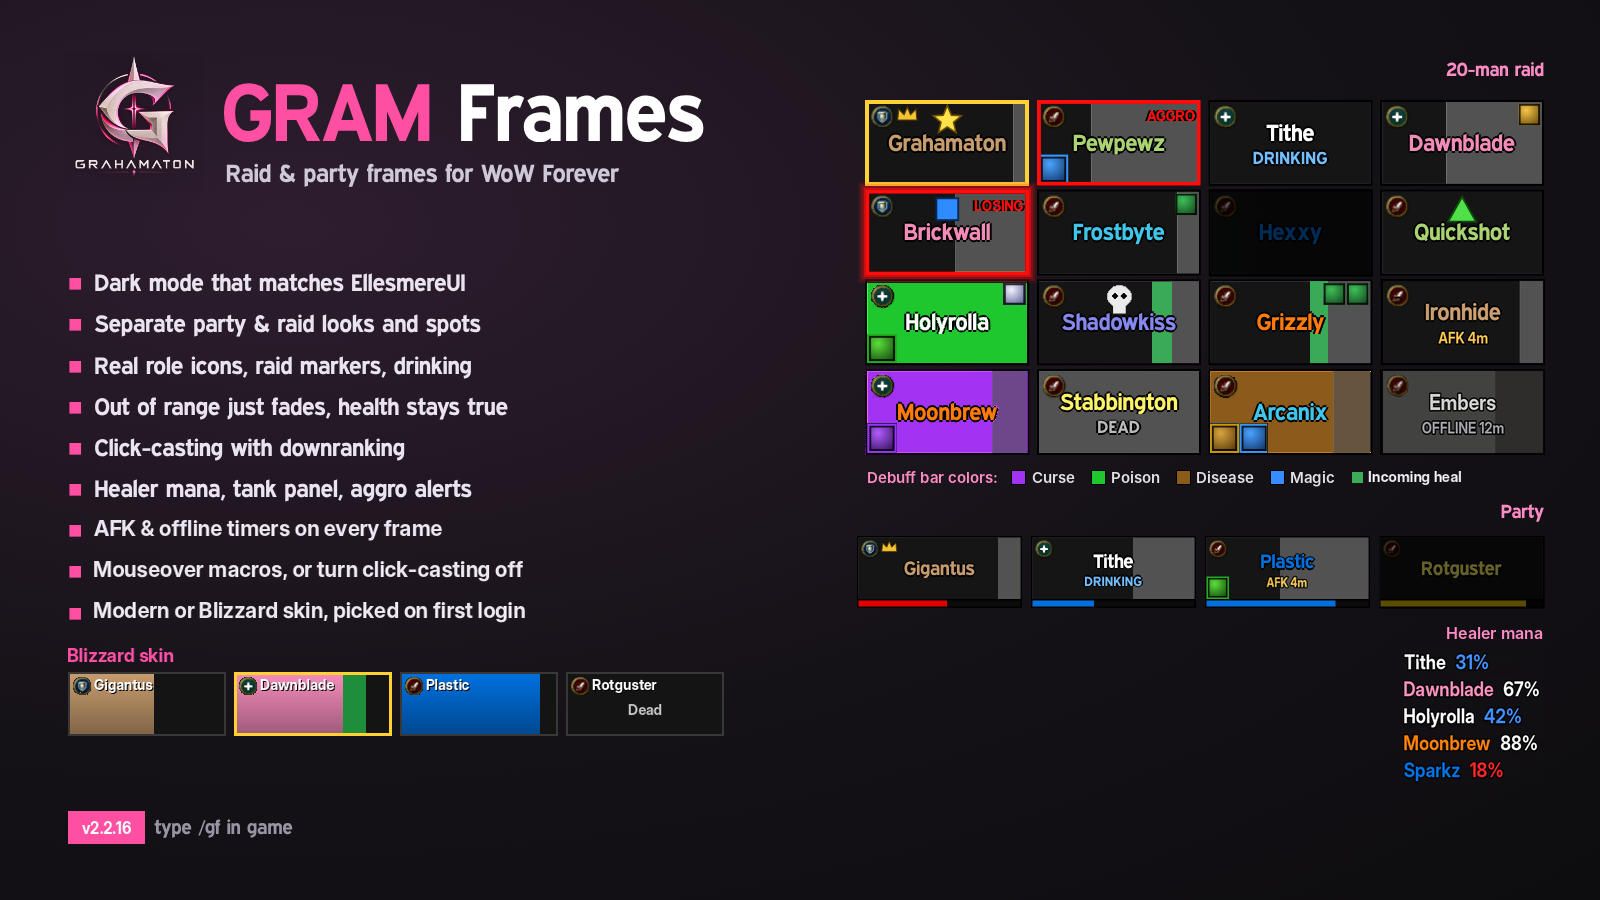 GRAHAMATON
GRAM Frames
Raid & party frames for WoW Forever
Dark mode that matches EllesmereUI
Separate party & raid looks and spots
Real role icons, raid markers, drinking
Out of range just fades, health stays true
Click-casting with downranking
Healer mana, tank panel, aggro alerts
AFK & offline timers on every frame
Mouseover macros, or turn click-casting off
Modern or Blizzard skin, picked on first login
Blizzard skin
Gigantus
Dawnblade
Plastic
Rotguster
Dead
v2.2.16
type /gf in game
20-man raid
Grahamaton
AGGRO
Pewpewz
Tithe
DRINKING
Dawnblade
LOSING
Brickwall
Frostbyte
Hexxy
Quickshot
Holyrolla
Shadowkiss
Grizzly
Ironhide
AFK 4m
Moonbrew
Stabbington
DEAD
Arcanix
Embers
OFFLINE 12m
Debuff bar colors: Curse Poison Disease Magic Incoming heal
Party
Gigantus
Tithe
DRINKING
Plastic
AFK 4m
Rotguster
Healer mana
Tithe 31%
Dawnblade 67%
Holyrolla 42%
Moonbrew 88%
Sparkz 18%